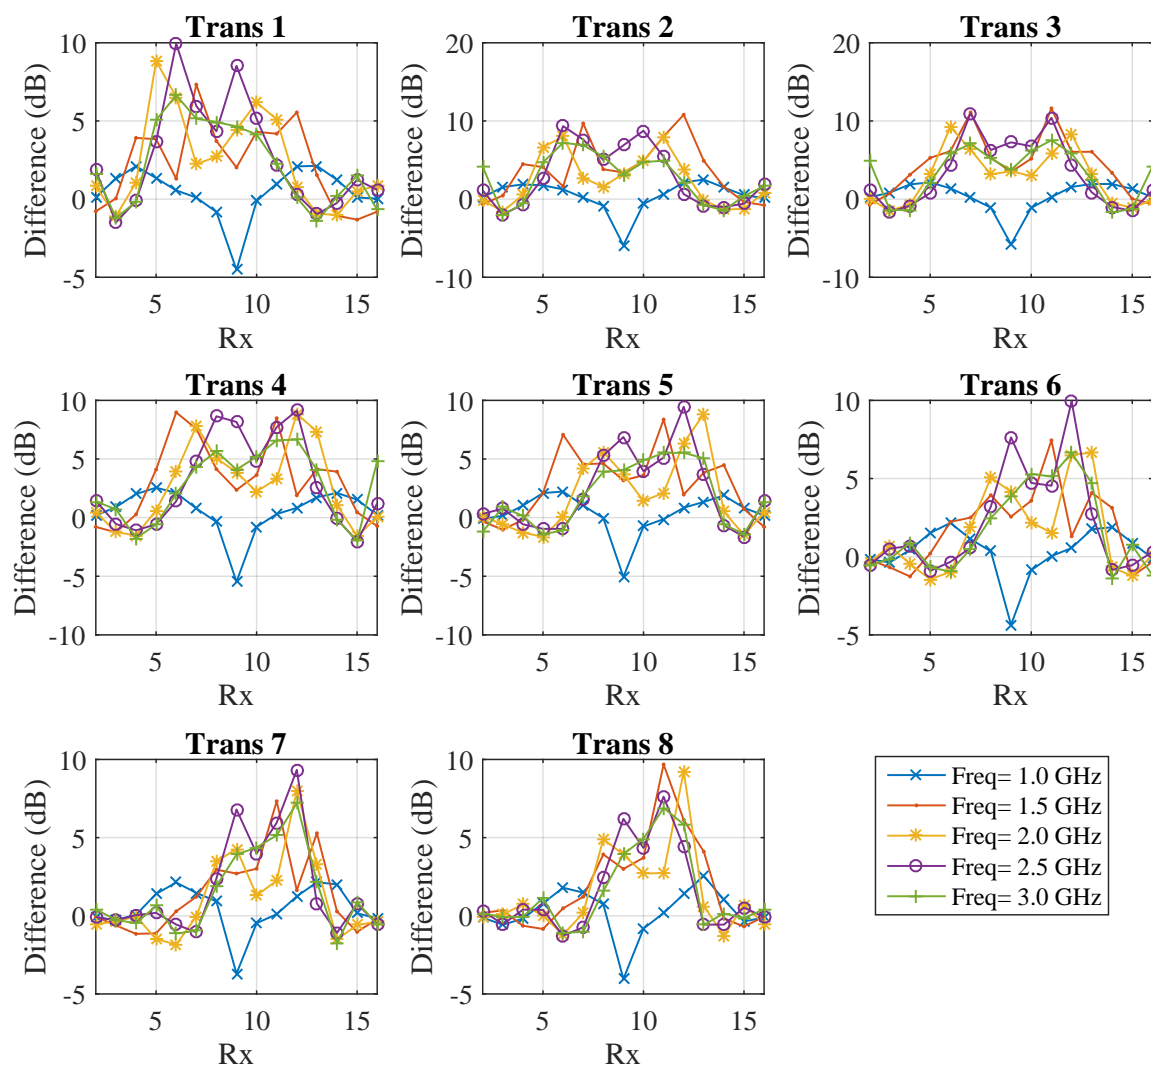 Trans 1
Trans 2
Trans 3
Difference (dB)
10
5
0
-5
5
10
15
Rx
Difference (dB)
20
10
0
-10
5
10
15
Rx
Difference (dB)
20
10
0
-10
5
10
15
Rx
Trans 4
Trans 5
Trans 6
Difference (dB)
10
5
0
-5
-10
5
10
15
Rx
Difference (dB)
10
5
0
-5
-10
5
10
15
Rx
Difference (dB)
10
5
0
-5
5
10
15
Rx
Trans 7
Trans 8
Difference (dB)
10
5
0
-5
5
10
15
Rx
Difference (dB)
10
5
0
-5
5
10
15
Rx
Freq= 1.0 GHz
Freq= 1.5 GHz
Freq= 2.0 GHz
Freq= 2.5 GHz
Freq= 3.0 GHz